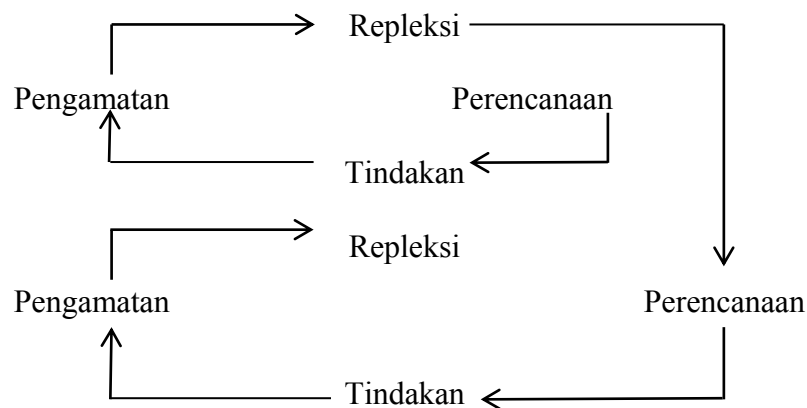 Repleksi
Pengamatan Perencanaan
Tindakan
Repleksi
Pengamatan Perencanaan
Tindakan